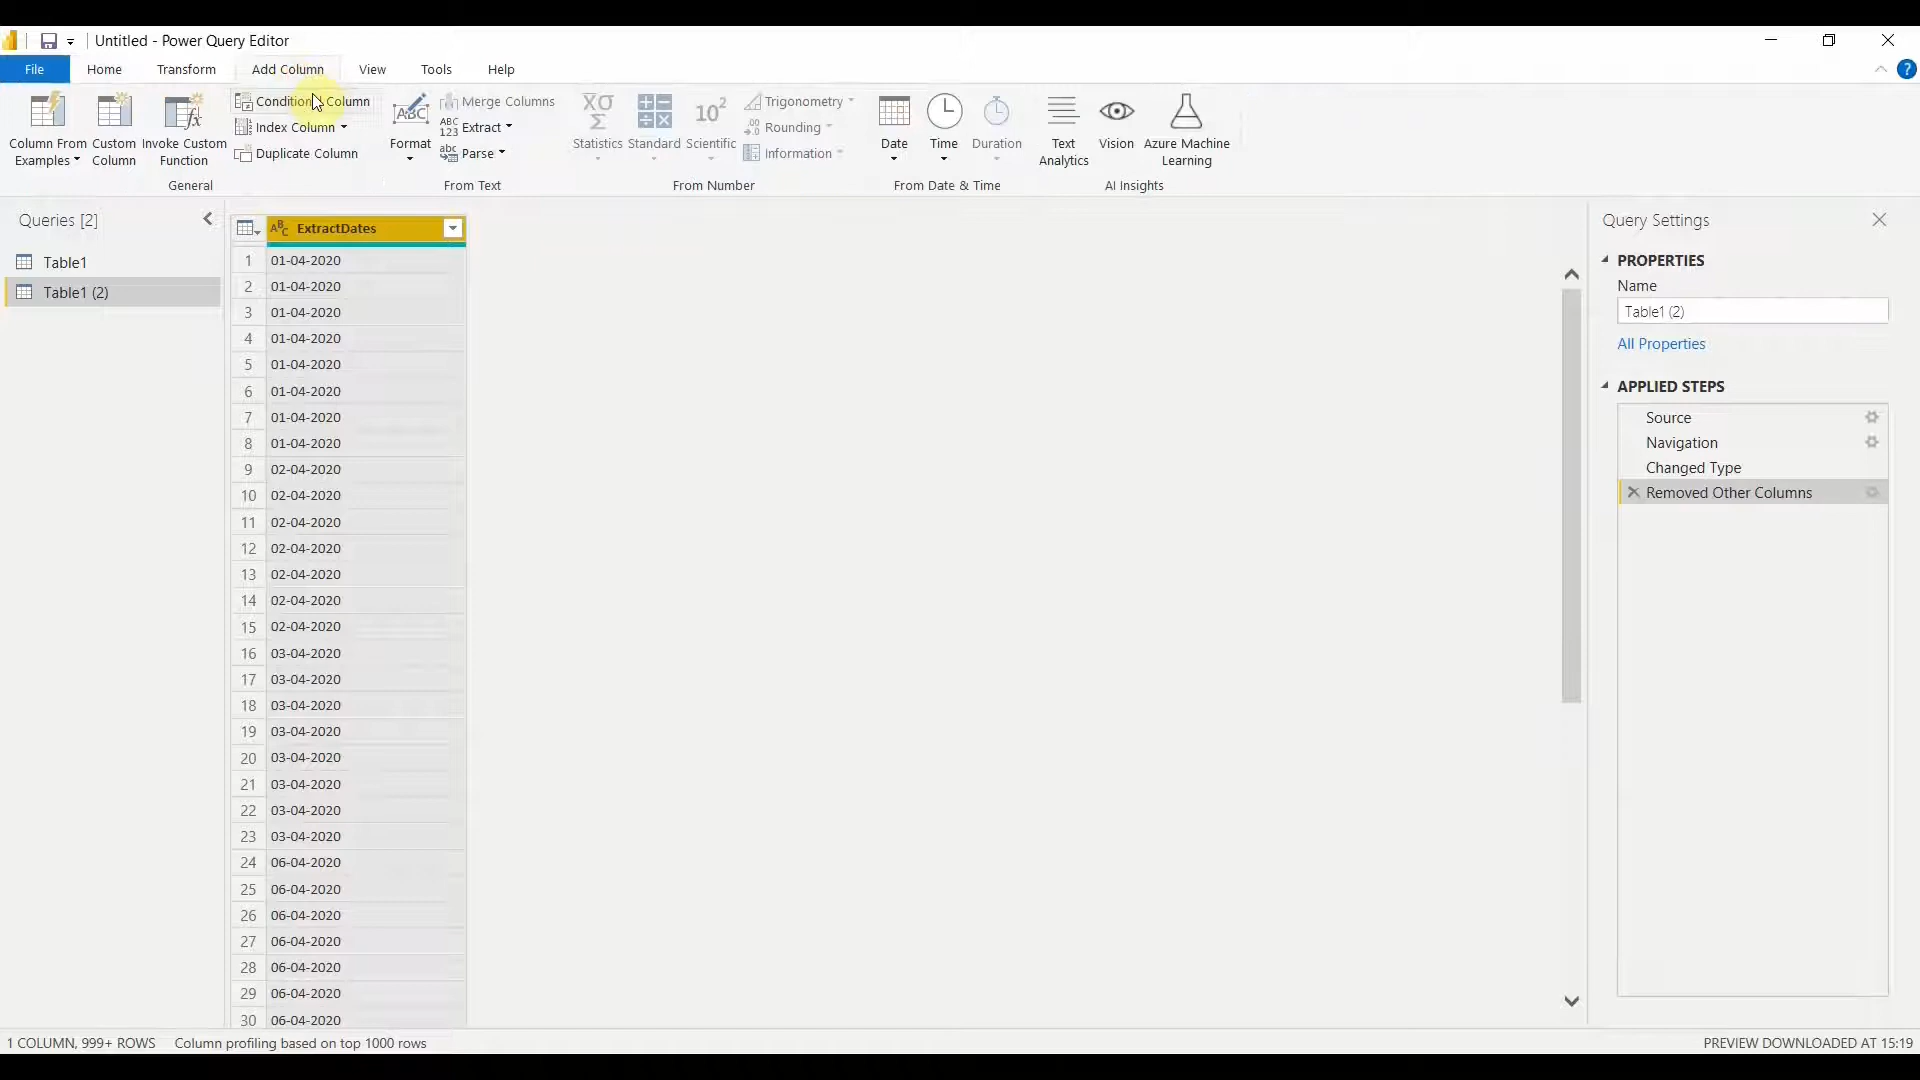 Untitled - Power Query Editor
File Home Transform Add Column View Tools Help
Column From Examples
Custom Column
Invoke Custom Function
Column
Index Column
Duplicate Column
General
ABC Format
Merge Columns
ABC 123 Extract
abc Parse
From Text
XΣσ Statistics
Standard
10² Scientific
Trigonometry
.00 Rounding
Information
From Number
Date
Time
Duration
From Date & Time
Text Analytics
Vision
Azure Machine Learning
AI Insights
Queries [2]
Table1
Table1 (2)
ABC ExtractDates
1 01-04-2020
2 01-04-2020
3 01-04-2020
4 01-04-2020
5 01-04-2020
6 01-04-2020
7 01-04-2020
8 01-04-2020
9 02-04-2020
10 02-04-2020
11 02-04-2020
12 02-04-2020
13 02-04-2020
14 02-04-2020
15 02-04-2020
16 03-04-2020
17 03-04-2020
18 03-04-2020
19 03-04-2020
20 03-04-2020
21 03-04-2020
22 03-04-2020
23 03-04-2020
24 06-04-2020
25 06-04-2020
26 06-04-2020
27 06-04-2020
28 06-04-2020
29 06-04-2020
30 06-04-2020
Query Settings
PROPERTIES
Name
Table1 (2)
All Properties
APPLIED STEPS
Source
Navigation
Changed Type
Removed Other Columns
1 COLUMN, 999+ ROWS Column profiling based on top 1000 rows
PREVIEW DOWNLOADED AT 15:19